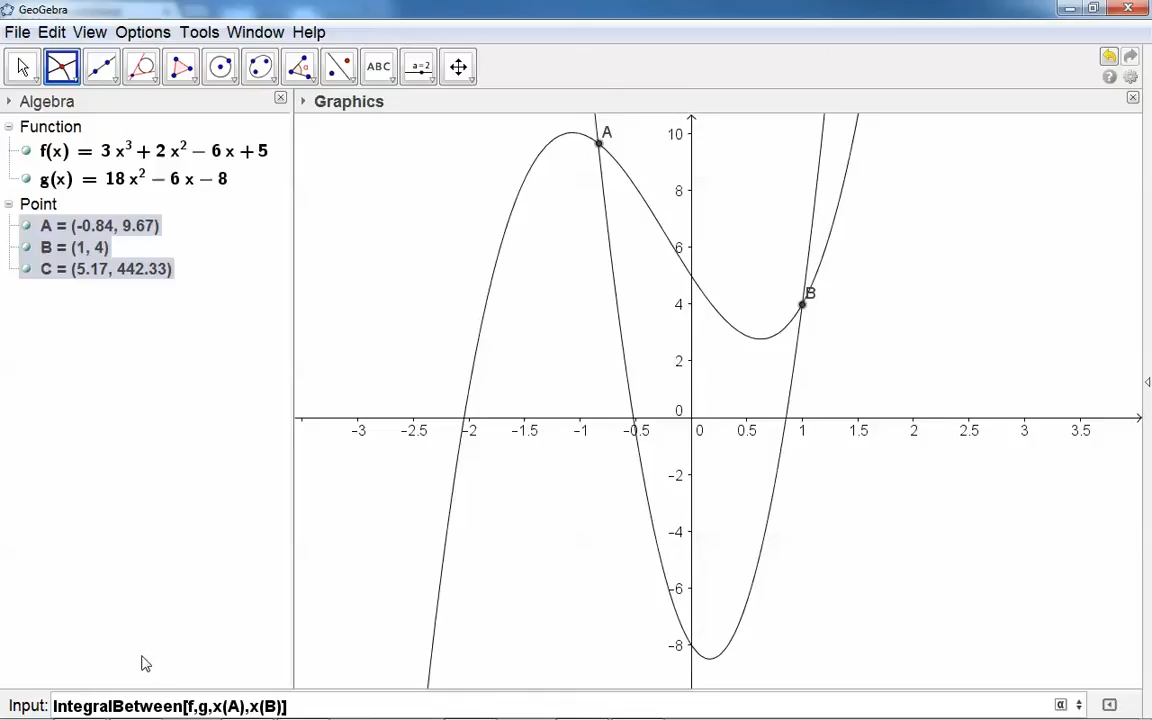 GeoGebra
File Edit View Options Tools Window Help
ABC
a=2
Algebra
Graphics
Function
f(x) = 3 x³ + 2 x² − 6 x + 5
g(x) = 18 x² − 6 x − 8
Point
A = (-0.84, 9.67)
B = (1, 4)
C = (5.17, 442.33)
A
B
10
8
6
4
2
0
−2
−4
−6
−8
−3 −2.5 −2 −1.5 −1 −0.5 0 0.5 1 1.5 2 2.5 3 3.5
Input: IntegralBetween[f,g,x(A),x(B)]
α